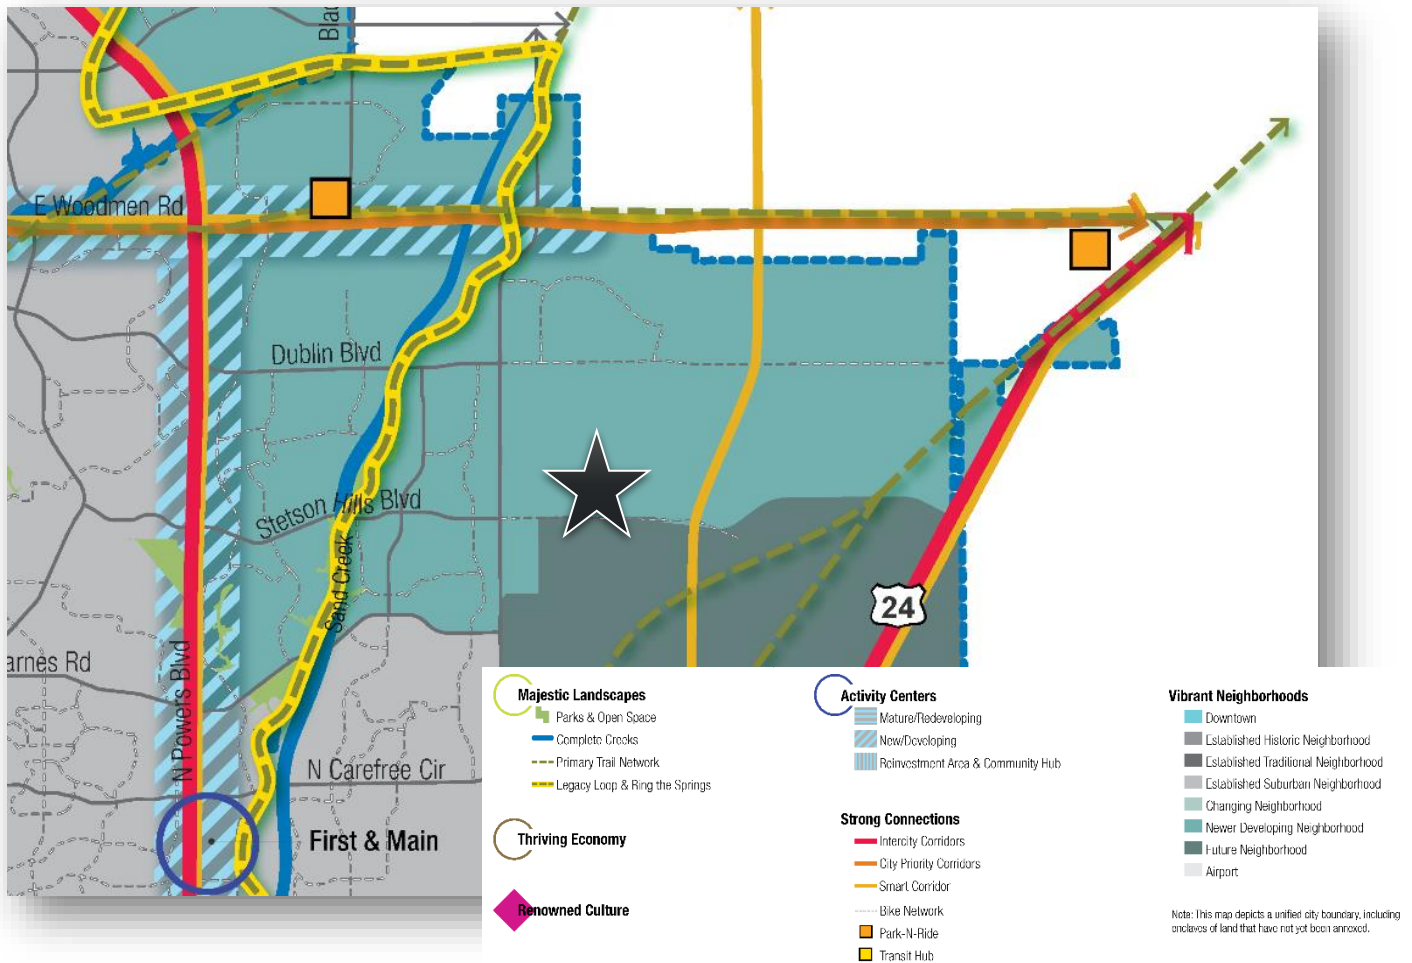 Blac
E Woodmen Rd
Dublin Blvd
Stetson Hills Blvd
Sand Creek
24
arnes Rd
N Powers Blvd
N Carefree Cir
First & Main
Majestic Landscapes
Parks & Open Space
Complete Creeks
Primary Trail Network
Legacy Loop & Ring the Springs
Thriving Economy
Renowned Culture
Activity Centers
Mature/Redeveloping
New/Developing
Reinvestment Area & Community Hub
Strong Connections
Intercity Corridors
City Priority Corridors
Smart Corridor
Bike Network
Park-N-Ride
Transit Hub
Vibrant Neighborhoods
Downtown
Established Historic Neighborhood
Established Traditional Neighborhood
Established Suburban Neighborhood
Changing Neighborhood
Newer Developing Neighborhood
Future Neighborhood
Airport
Note: This map depicts a unified city boundary, including
enclaves of land that have not yet been annexed.